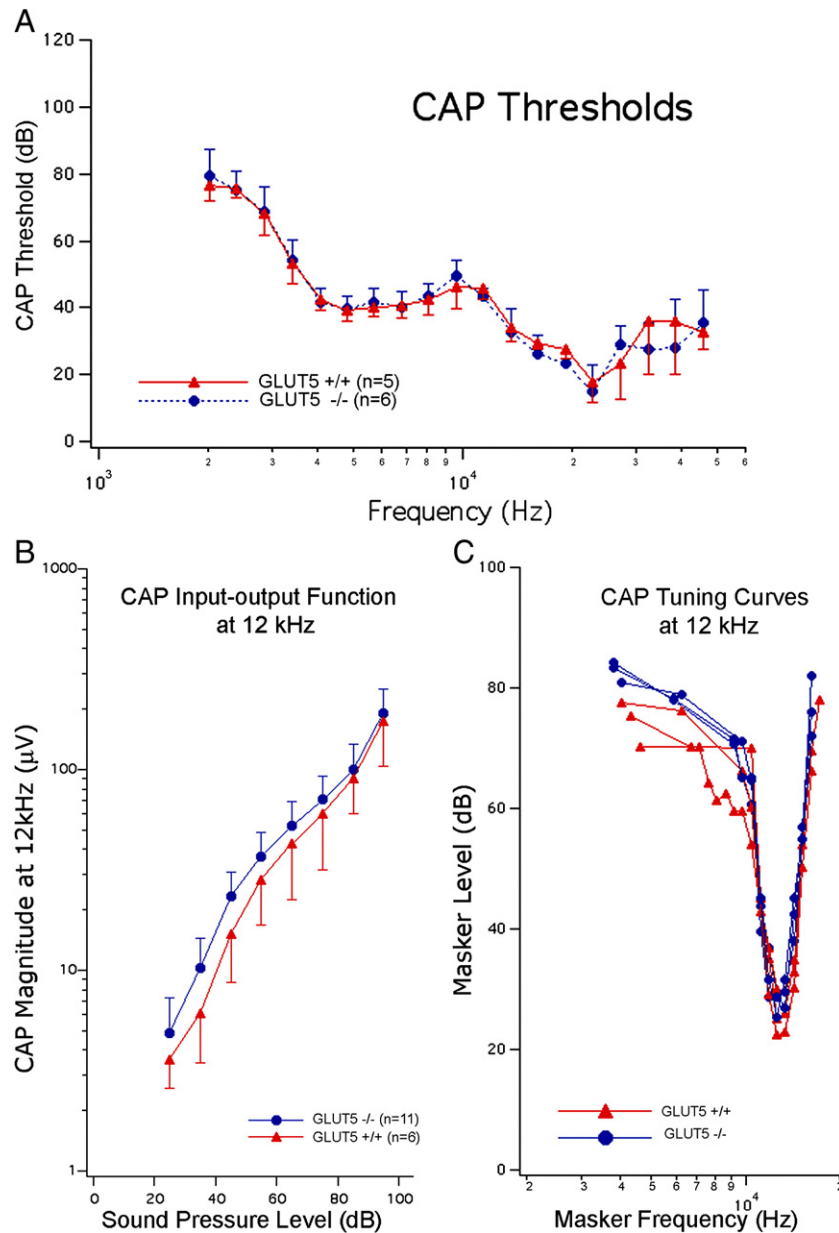 A
CAP Thresholds
CAP Threshold (dB)
120
100
80
60
40
20
0
GLUT5 +/+ (n=5)
GLUT5 -/- (n=6)
10³
2
3
4
5
6
7
8
9
10⁴
2
3
4
5
6
Frequency (Hz)
B
CAP Input-output Function
at 12 kHz
CAP Magnitude at 12kHz (µV)
1000
100
10
1
GLUT5 -/- (n=11)
GLUT5 +/+ (n=6)
0
20
40
60
80
100
Sound Pressure Level (dB)
C
CAP Tuning Curves
at 12 kHz
Masker Level (dB)
100
80
60
40
20
0
GLUT5 +/+
GLUT5 -/-
2
3
4
5
6
7
8
9
10⁴
Masker Frequency (Hz)